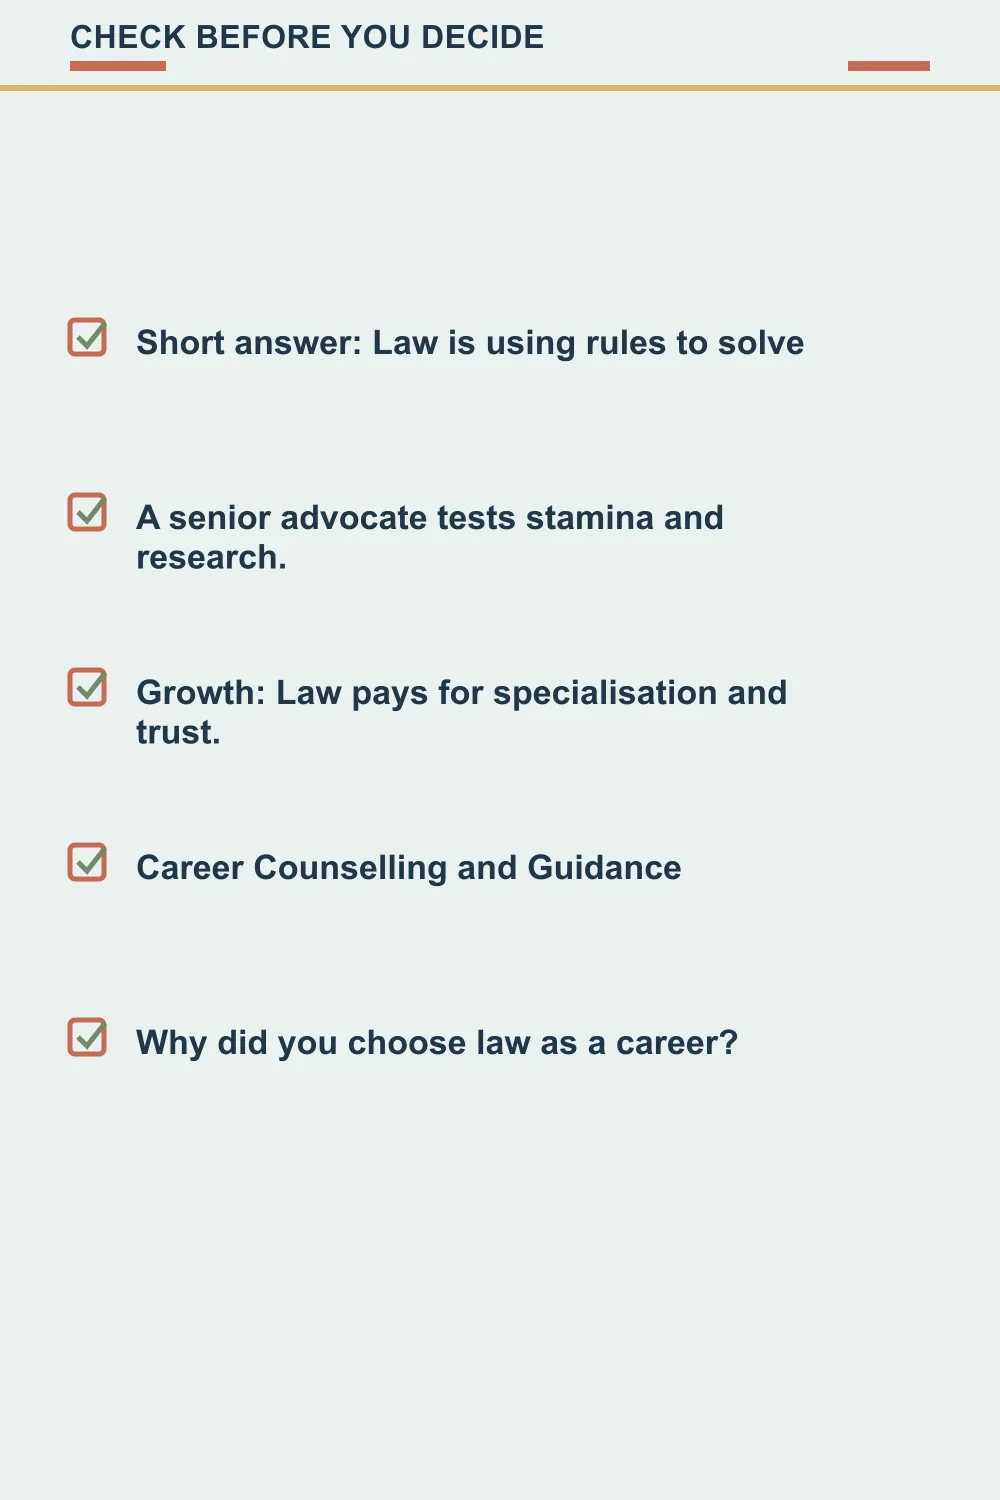 CHECK BEFORE YOU DECIDE
Short answer: Law is using rules to solve
A senior advocate tests stamina and
research.
Growth: Law pays for specialisation and
trust.
Career Counselling and Guidance
Why did you choose law as a career?